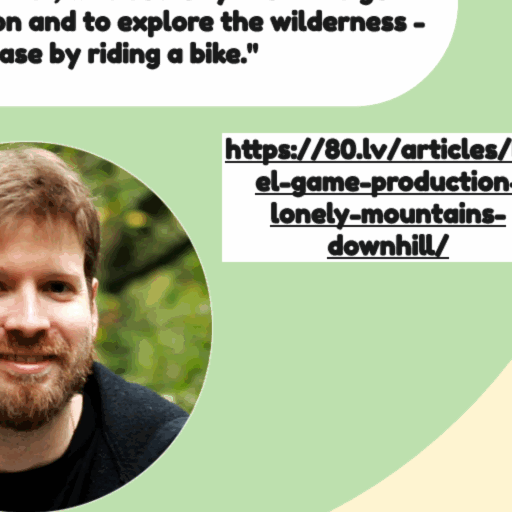 on and to explore the wilderness -
ase by riding a bike."
https://80.lv/articles/
el-game-production-
lonely-mountains-
downhill/